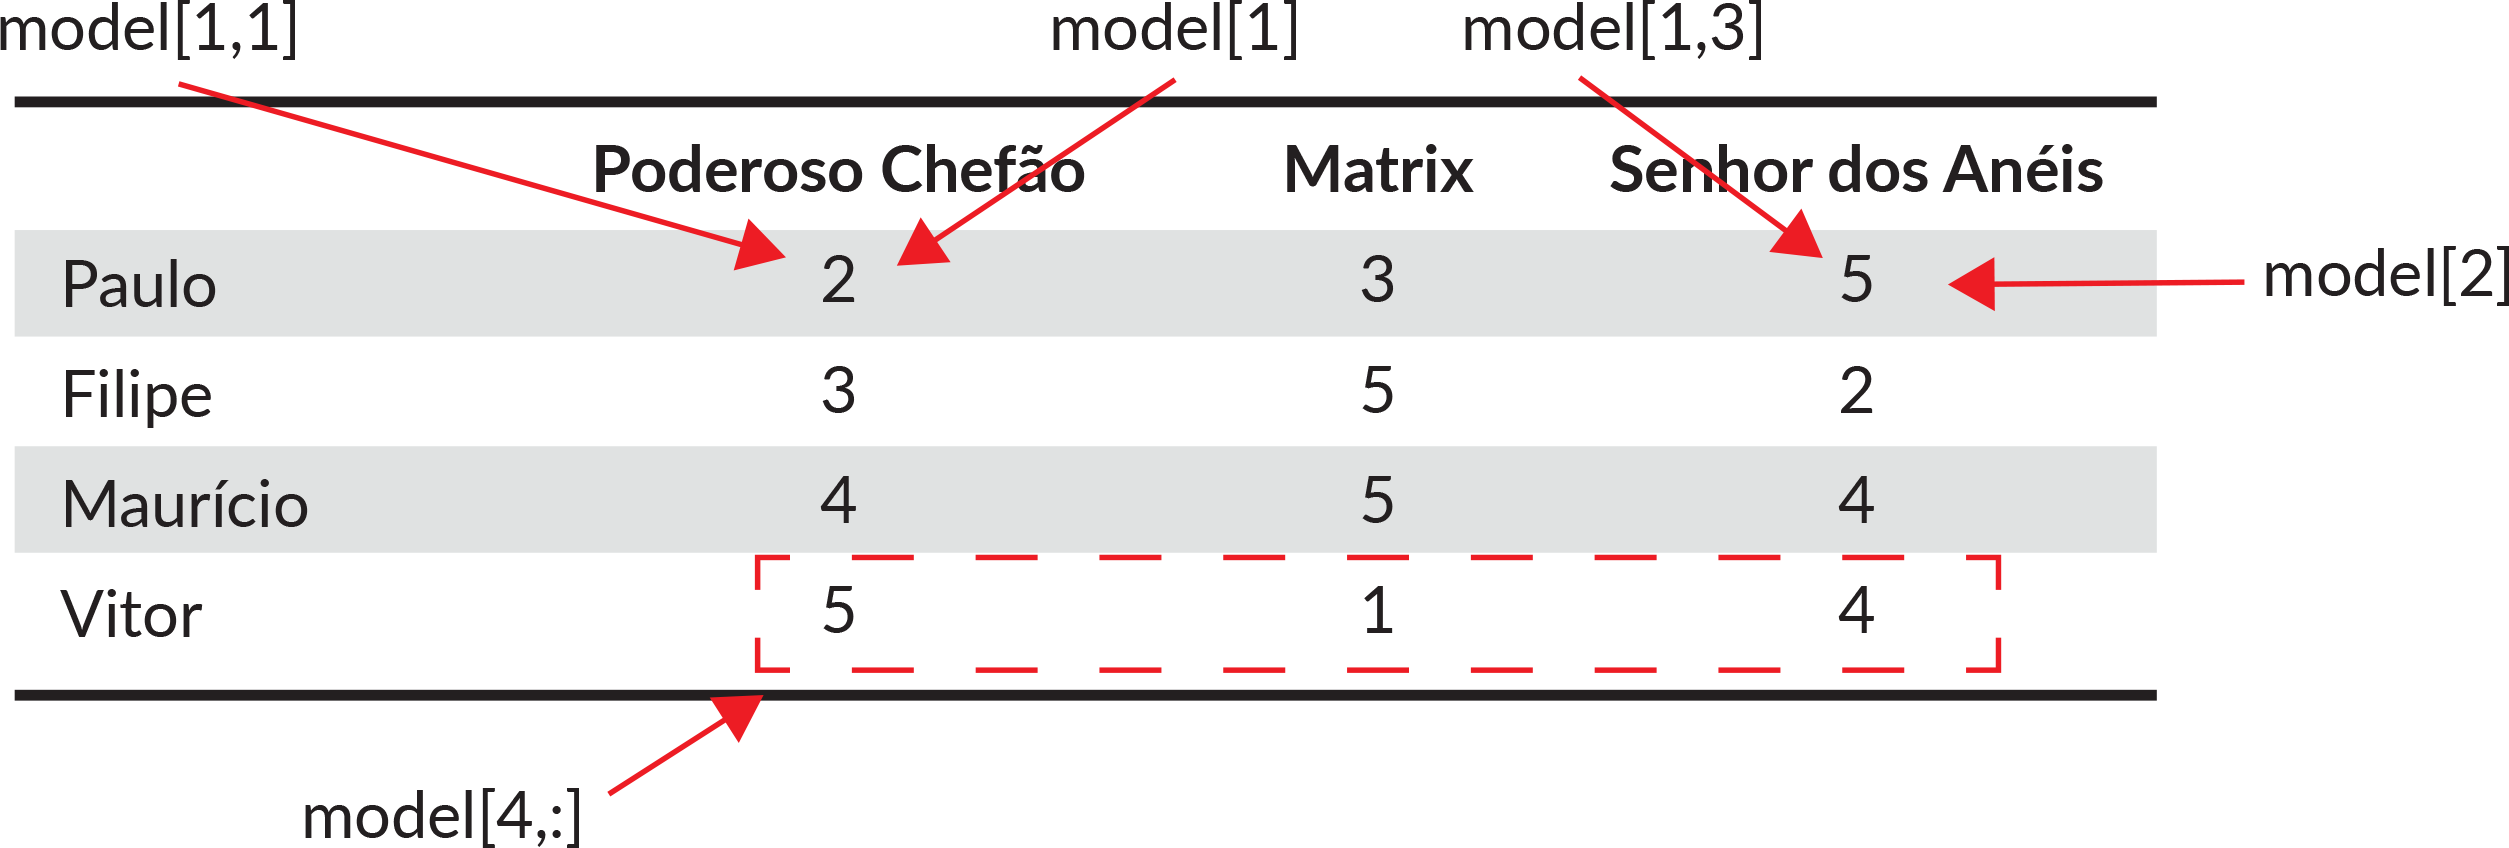 model[1,1] model[1] model[1,3]
Poderoso Chefão Matrix Senhor dos Anéis
Paulo 2 3 5 model[2]
Filipe 3 5 2
Maurício 4 5 4
Vitor 5 1 4
model[4,:]